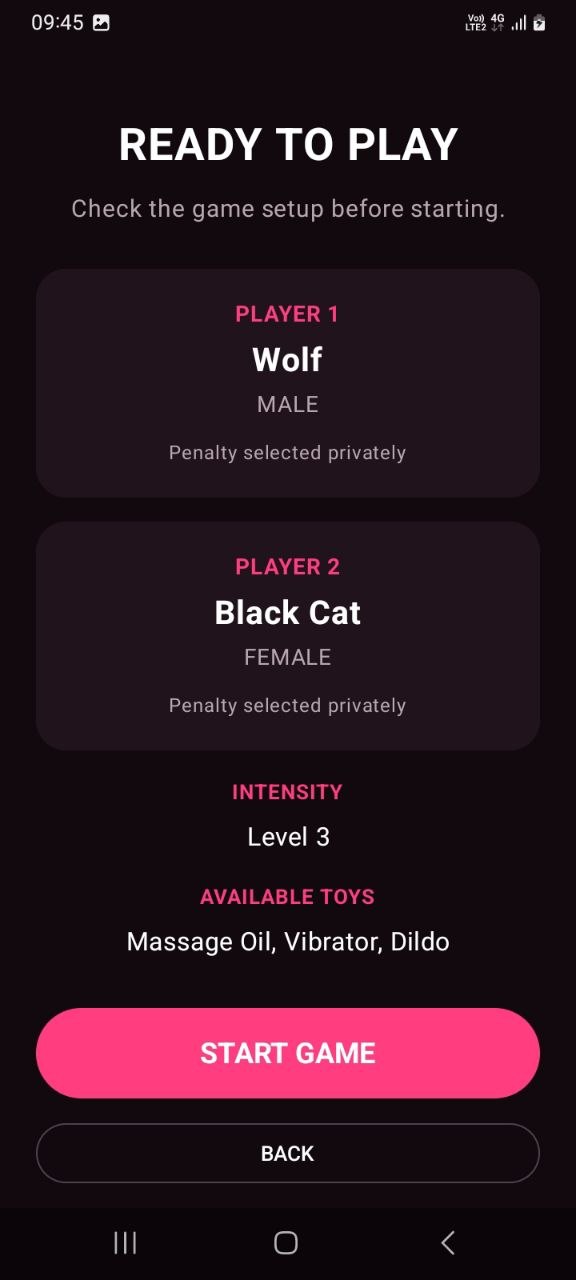 09:45
Vo)) 4G
LTE2
READY TO PLAY
Check the game setup before starting.
PLAYER 1
Wolf
MALE
Penalty selected privately
PLAYER 2
Black Cat
FEMALE
Penalty selected privately
INTENSITY
Level 3
AVAILABLE TOYS
Massage Oil, Vibrator, Dildo
START GAME
BACK